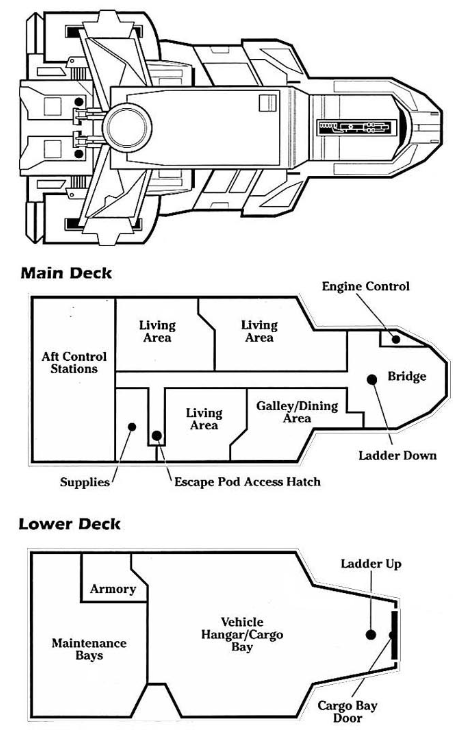 Main Deck
Engine Control
Living
Area
Living
Area
Aft Control
Stations
Bridge
Living
Area
Galley/Dining
Area
Ladder Down
Supplies
Escape Pod Access Hatch
Lower Deck
Ladder Up
Armory
Vehicle
Hangar/Cargo
Bay
Maintenance
Bays
Cargo Bay
Door